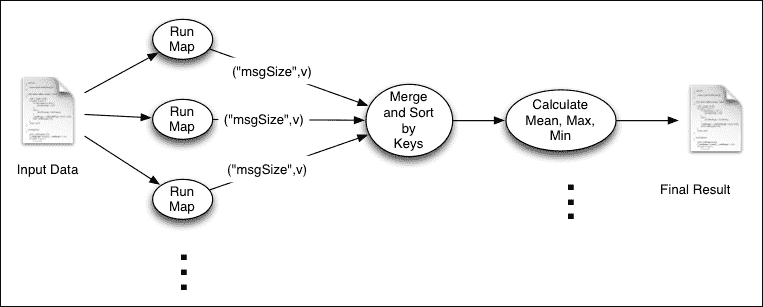 Run
Map
("msgSize",v)
Run
Map
("msgSize",v)
Run
Map
("msgSize",v)
Input Data
Merge
and Sort
by
Keys
Calculate
Mean, Max,
Min
Final Result